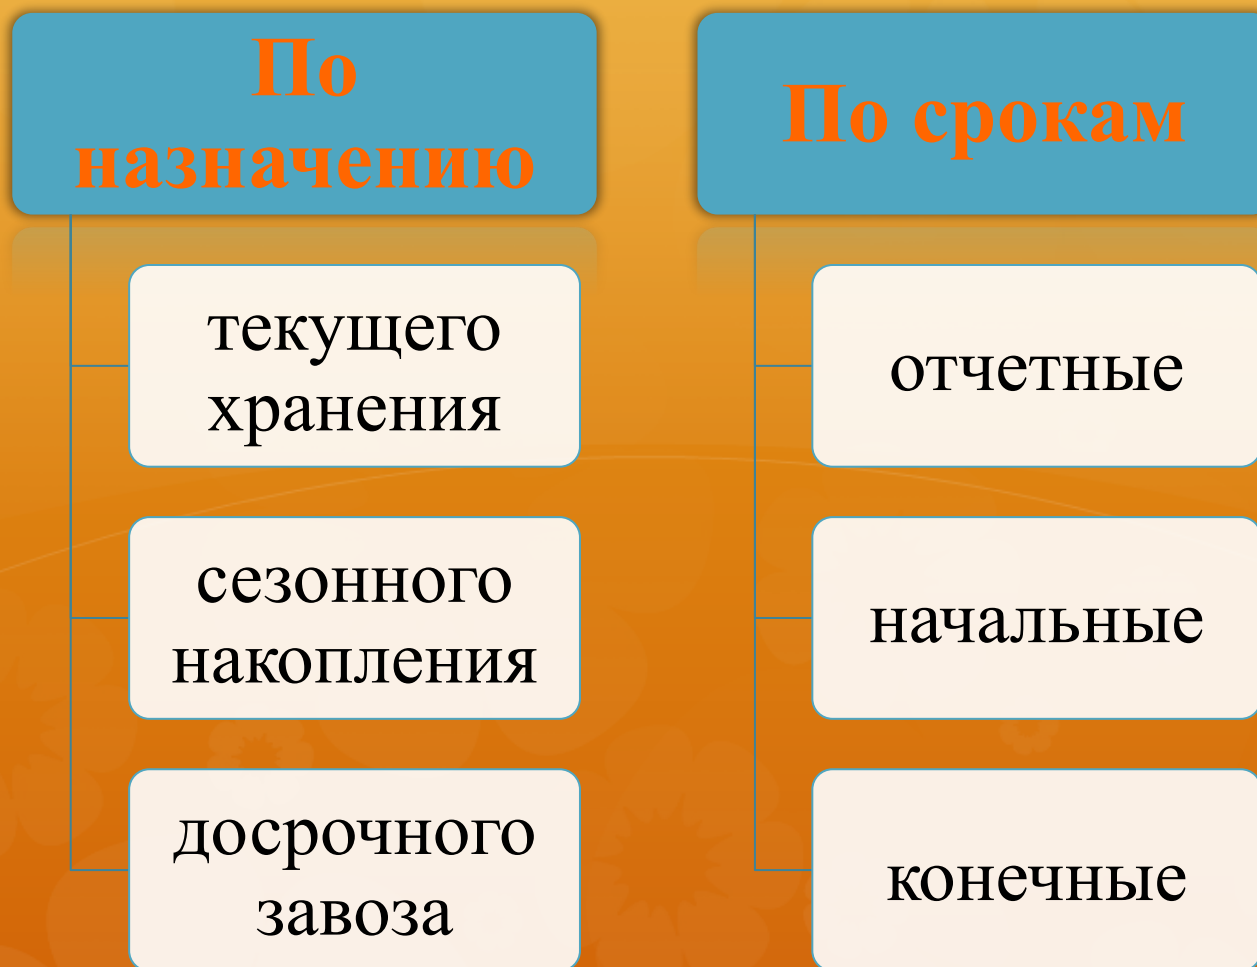 По
назначению
текущего
хранения
сезонного
накопления
досрочного
завоза
По срокам
отчетные
начальные
конечные